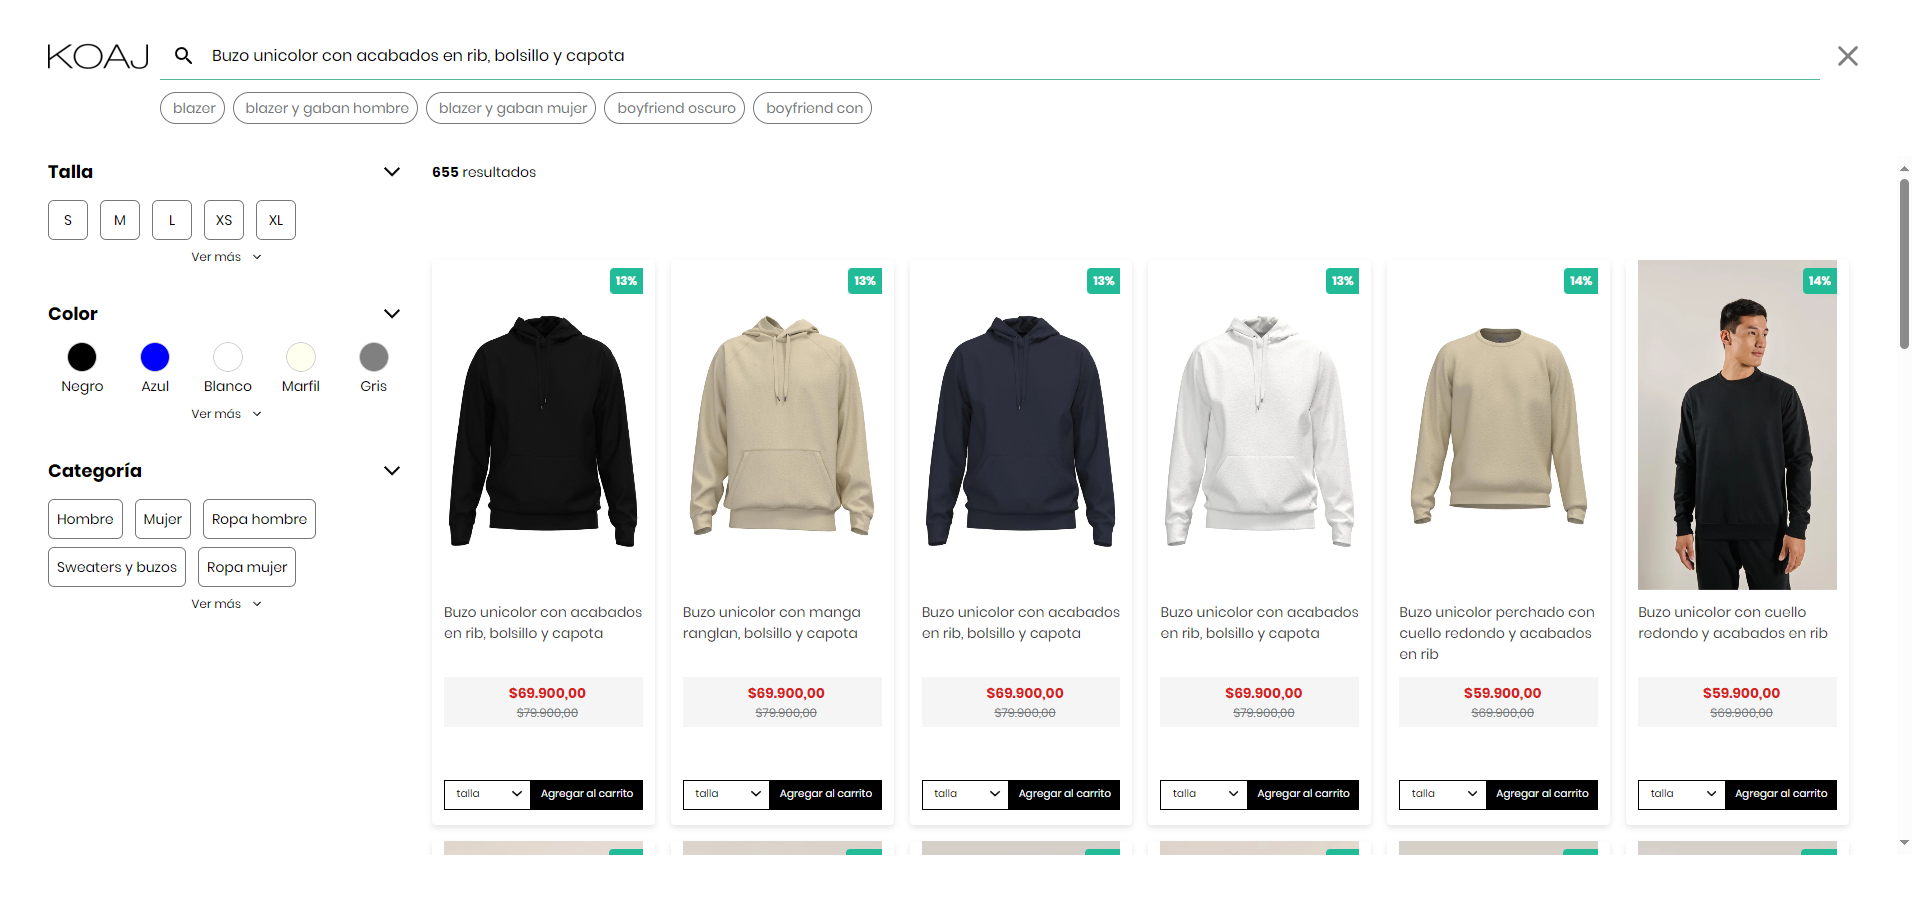 KOAJ
Buzo unicolor con acabados en rib, bolsillo y capota
blazer
blazer y gaban hombre
blazer y gaban mujer
boyfriend oscuro
boyfriend con
Talla
S
M
L
XS
XL
Ver más
Color
Negro
Azul
Blanco
Marfil
Gris
Ver más
Categoría
Hombre
Mujer
Ropa hombre
Sweaters y buzos
Ropa mujer
Ver más
655 resultados
13%
Buzo unicolor con acabados
en rib, bolsillo y capota
$69.900,00
$79.900,00
talla
Agregar al carrito
13%
Buzo unicolor con manga
ranglan, bolsillo y capota
$69.900,00
$79.900,00
talla
Agregar al carrito
13%
Buzo unicolor con acabados
en rib, bolsillo y capota
$69.900,00
$79.900,00
talla
Agregar al carrito
13%
Buzo unicolor con acabados
en rib, bolsillo y capota
$69.900,00
$79.900,00
talla
Agregar al carrito
14%
Buzo unicolor perchado con
cuello redondo y acabados
en rib
$59.900,00
$69.900,00
talla
Agregar al carrito
14%
Buzo unicolor con cuello
redondo y acabados en rib
$59.900,00
$69.900,00
talla
Agregar al carrito